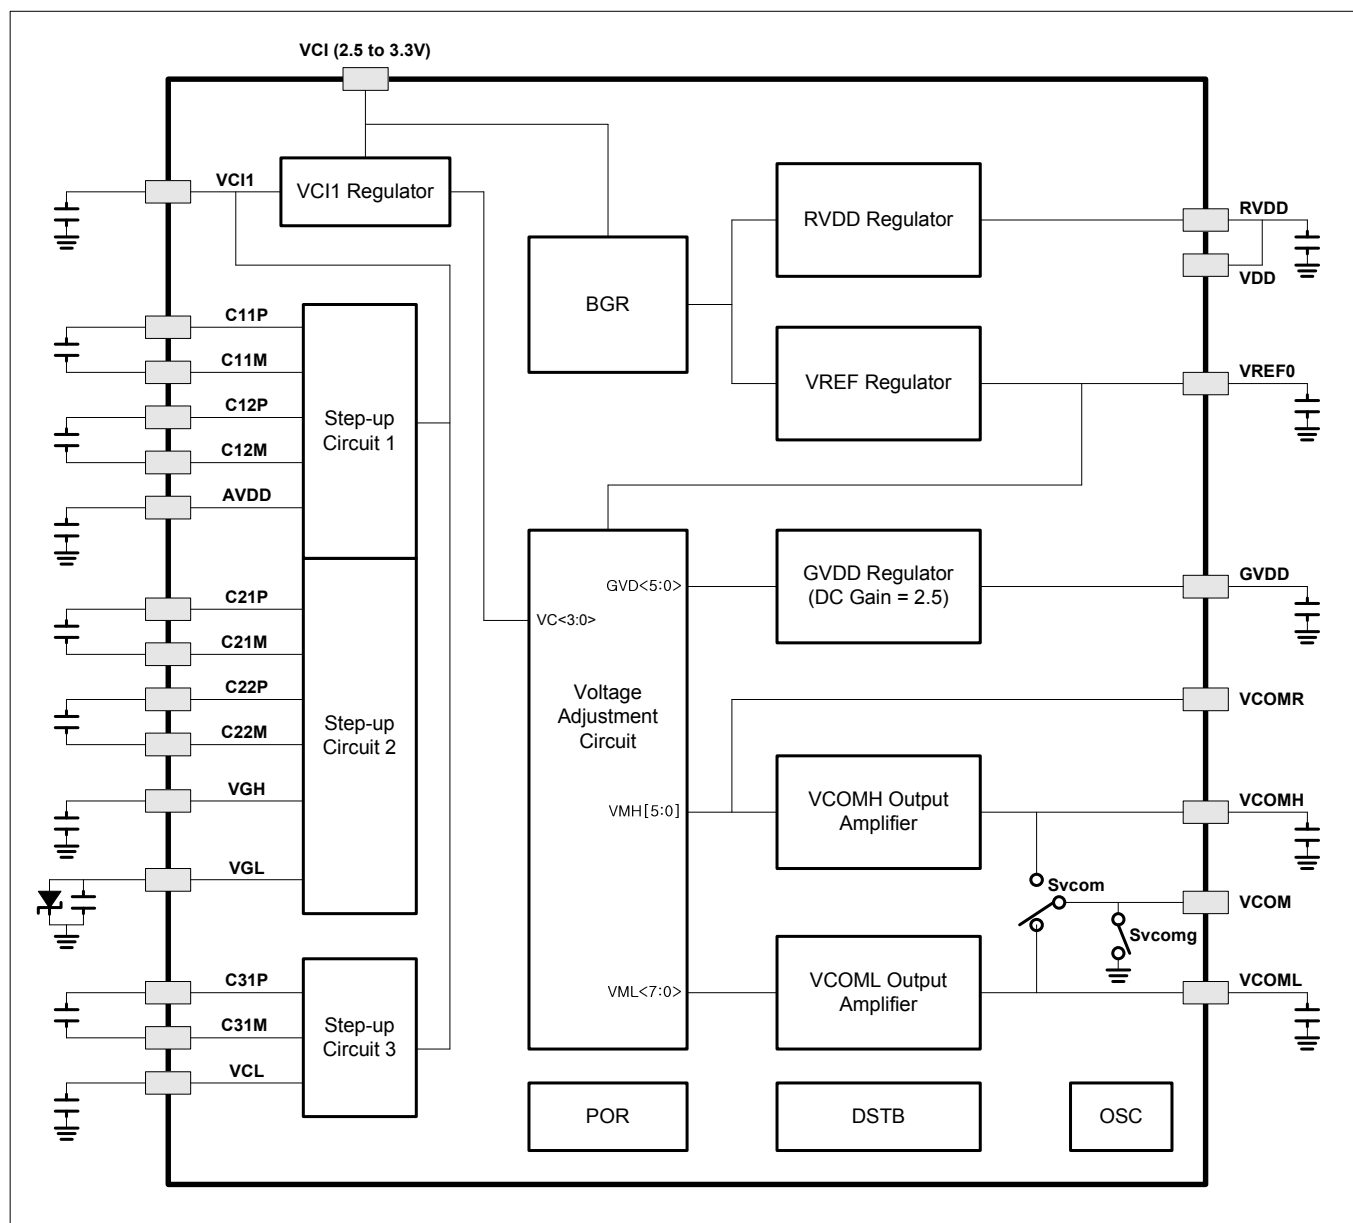 VCI (2.5 to 3.3V)
VCI1
VCI1 Regulator
RVDD Regulator
RVDD
VDD
BGR
C11P
C11M
C12P
C12M
AVDD
Step-up
Circuit 1
VREF Regulator
VREF0
C21P
C21M
C22P
C22M
VGH
VGL
Step-up
Circuit 2
GVD<5:0>
VC<3:0>
Voltage
Adjustment
Circuit
VMH[5:0]
VML<7:0>
GVDD Regulator
(DC Gain = 2.5)
GVDD
VCOMR
VCOMH Output
Amplifier
VCOMH
Svcom
VCOM
Svcomg
VCOML Output
Amplifier
VCOML
C31P
C31M
VCL
Step-up
Circuit 3
POR
DSTB
OSC